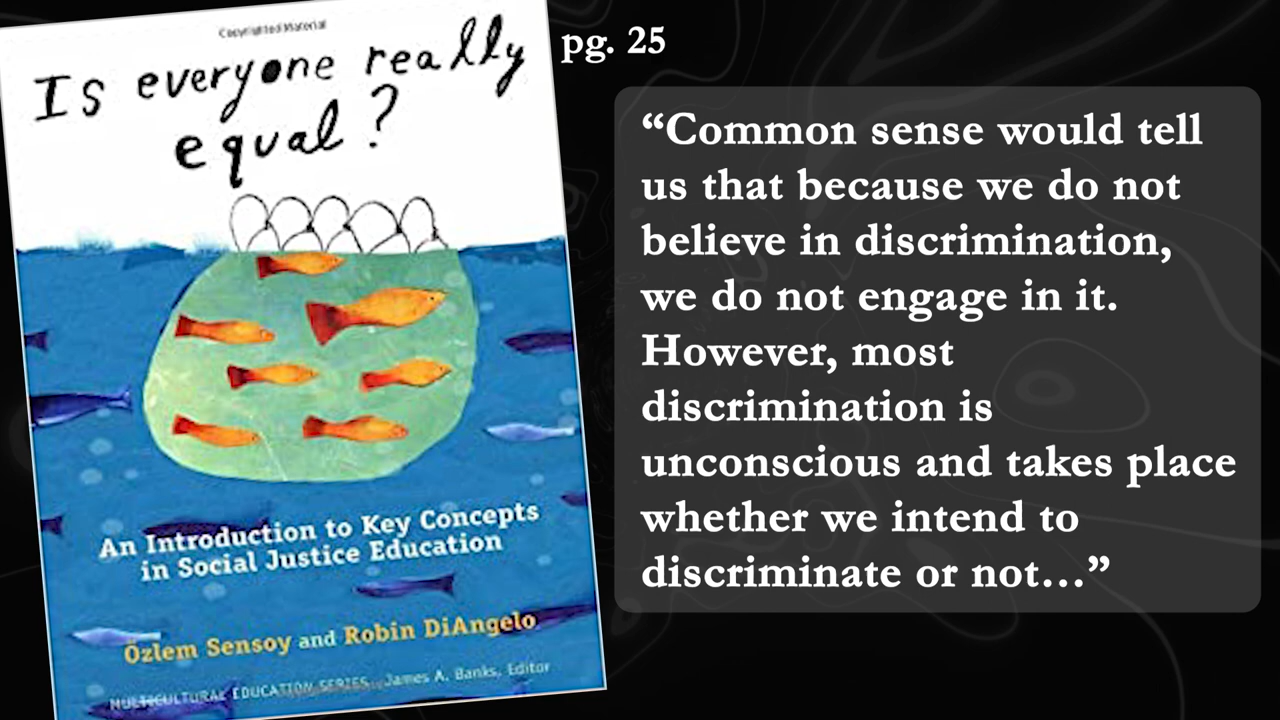 Copyrighted Material
Is everyone really
equal?
An Introduction to Key Concepts
in Social Justice Education
Özlem Sensoy and Robin DiAngelo
MULTICULTURAL EDUCATION SERIES James A. Banks, Editor
pg. 25
“Common sense would tell
us that because we do not
believe in discrimination,
we do not engage in it.
However, most
discrimination is
unconscious and takes place
whether we intend to
discriminate or not...”